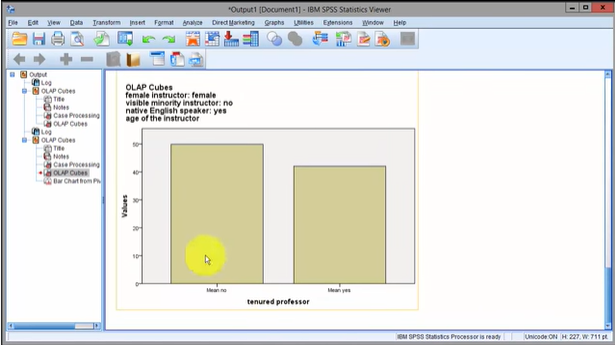 *Output1 [Document1] - IBM SPSS Statistics Viewer
File Edit View Data Transform Insert Format Analyze Direct Marketing Graphs Utilities Extensions Window Help
Output
Log
OLAP Cubes
Title
Notes
Case Processing
OLAP Cubes
Log
OLAP Cubes
Title
Notes
Case Processing
OLAP Cubes
Bar Chart from Piv
OLAP Cubes
female instructor: female
visible minority instructor: no
native English speaker: yes
age of the instructor
Values
50
40
30
20
10
0
Mean no Mean yes
tenured professor
IBM SPSS Statistics Processor is ready Unicode:ON H: 227, W: 711 pt.